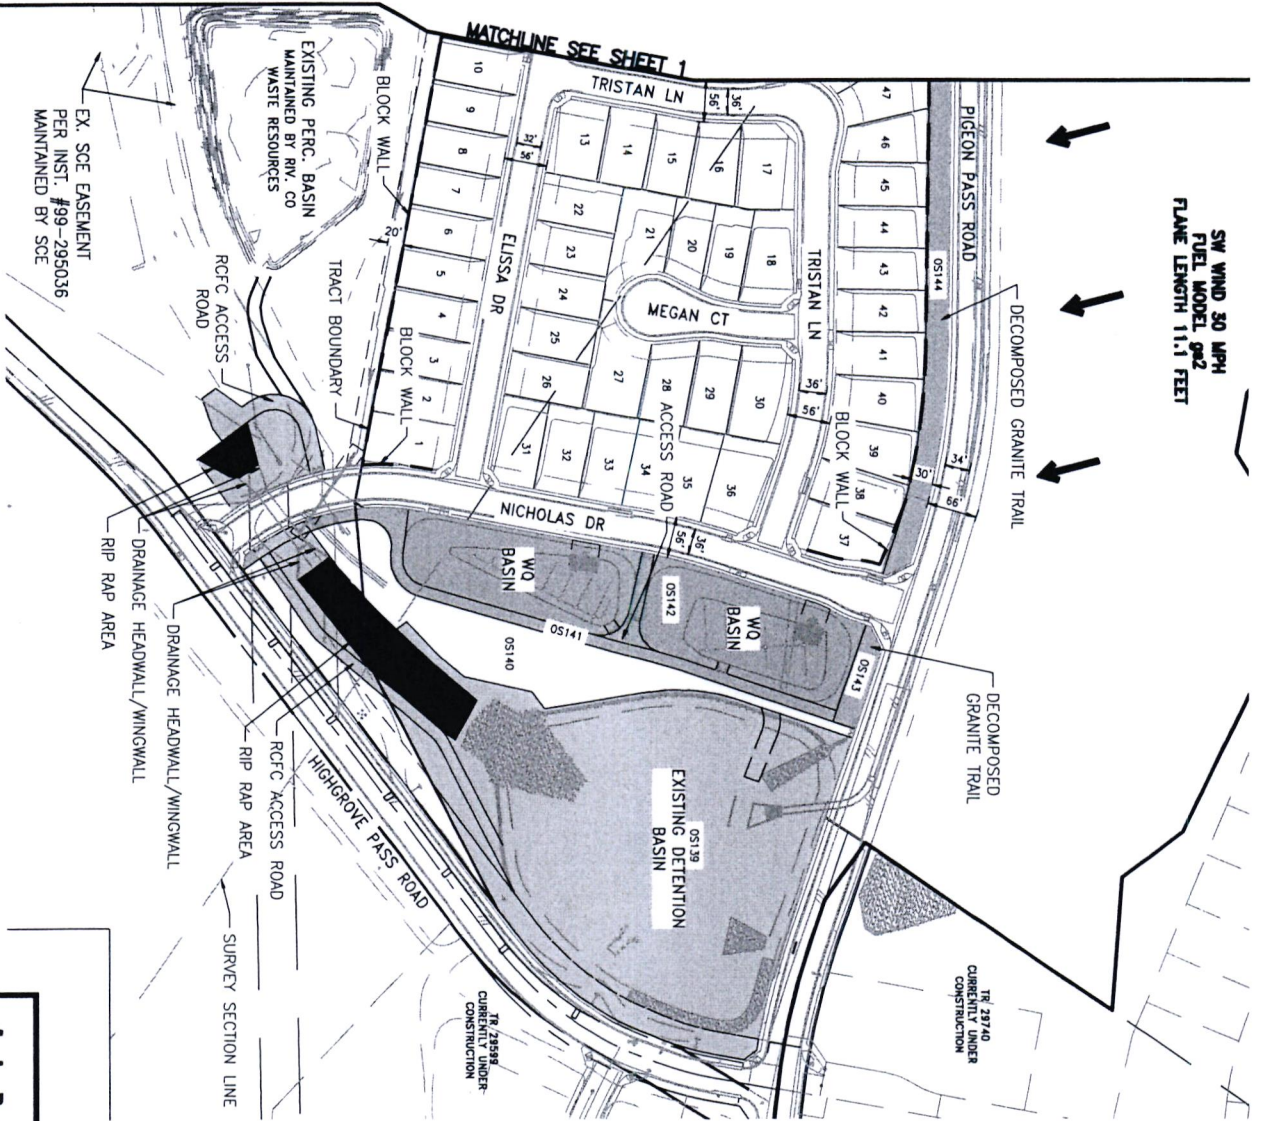 MATCHLINE SEE SHEET 1
SW WIND 30 MPH
FUEL MODEL gs2
FLAME LENGTH 11.1 FEET
PIGEON PASS ROAD
OS144
DECOMPOSED GRANITE TRAIL
TRISTAN LN
56'
36'
47
46
45
44
43
42
41
40
39
38
37
BLOCK WALL
34'
30'
66'
10
9
8
7
6
5
4
3
2
1
32'
56'
13
14
15
16
17
22
23
24
25
26
21
20
19
18
MEGAN CT
TRISTAN LN
36'
56'
27
28 ACCESS ROAD
29
30
31
32
33
34
35
36
ELISSA DR
NICHOLAS DR
56'
36'
EXISTING PERC. BASIN
MAINTAINED BY RIV. CO
WASTE RESOURCES
BLOCK WALL
20'
EX. SCE EASEMENT
PER INST. #99-295036
MAINTAINED BY SCE
RCFC ACCESS
ROAD
TRACT BOUNDARY
BLOCK WALL
WQ
BASIN
OS142
WQ
BASIN
OS141
OS143
OS140
DECOMPOSED
GRANITE TRAIL
OS139
EXISTING DETENTION
BASIN
RIP RAP AREA
DRAINAGE HEADWALL/WINGWALL
DRAINAGE HEADWALL/WINGWALL
RIP RAP AREA
RCFC ACCESS ROAD
HIGHGROVE PASS ROAD
SURVEY SECTION LINE
TR 29740
CURRENTLY UNDER
CONSTRUCTION
TR 29599
CURRENTLY UNDER
CONSTRUCTION